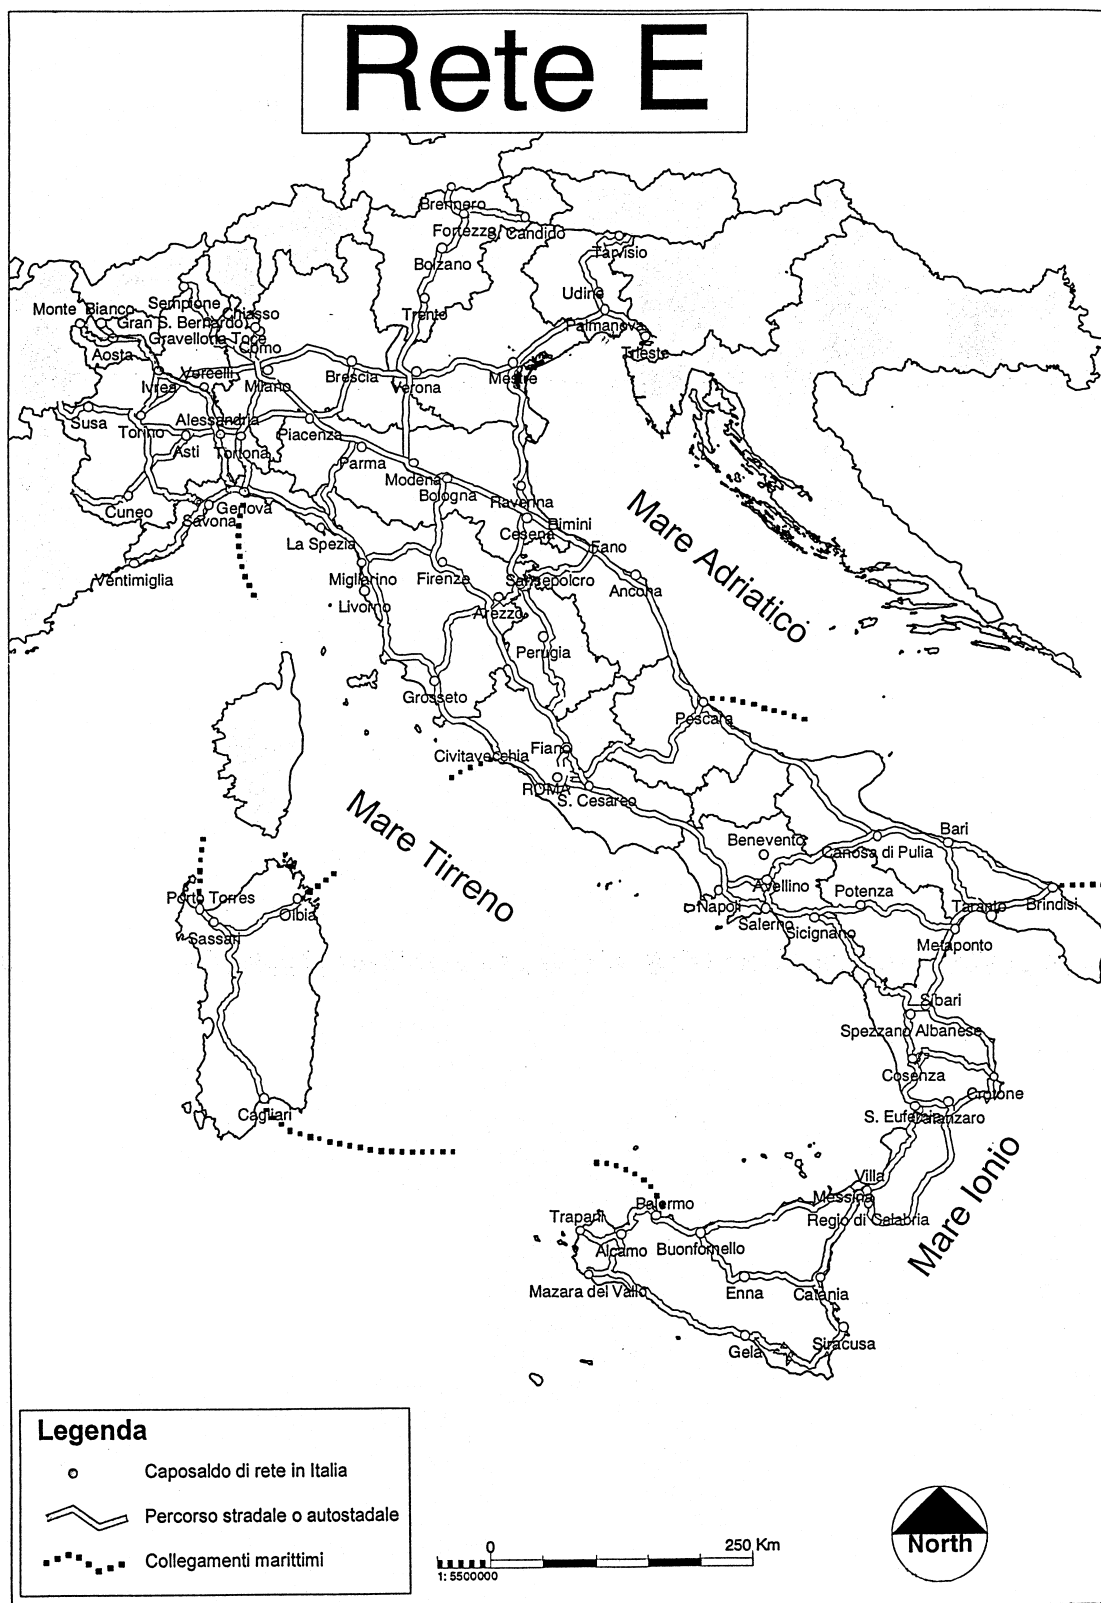 Rete E
Brennero
Fortezza
S. Candido
Bolzano
Tarvisio
Trento
Udine
Palmanova
Trieste
Sempione
Monte Bianco
Chiasso
Gran S. Bernardo
Gravellona Toce
Como
Aosta
Ivrea
Vercelli
Milano
Brescia
Verona
Mestre
Susa
Torino
Alessandria
Asti
Tortona
Piacenza
Parma
Modena
Bologna
Cuneo
Savona
Genova
Ravenna
Cesena
Rimini
Fano
La Spezia
Ventimiglia
Migliarino
Firenze
Sansepolcro
Ancona
Livorno
Arezzo
Perugia
Mare Adriatico
Grosseto
Pescara
Civitavecchia
Fiano
ROMA
S. Cesareo
Mare Tirreno
Benevento
Canosa di Pulia
Bari
Avellino
Potenza
Napoli
Salerno
Sicignano
Taranto
Brindisi
Metaponto
Porto Torres
Olbia
Sassari
Cagliari
Sibari
Spezzano Albanese
Cosenza
Crotone
S. Eufemia
Catanzaro
Mare Ionio
Villa
Messina
Regio di Calabria
Palermo
Trapani
Alcamo
Buonfornello
Mazara del Vallo
Enna
Catania
Gela
Siracusa
Legenda
Caposaldo di rete in Italia
Percorso stradale o autostadale
Collegamenti marittimi
0
250 Km
1: 5500000
North